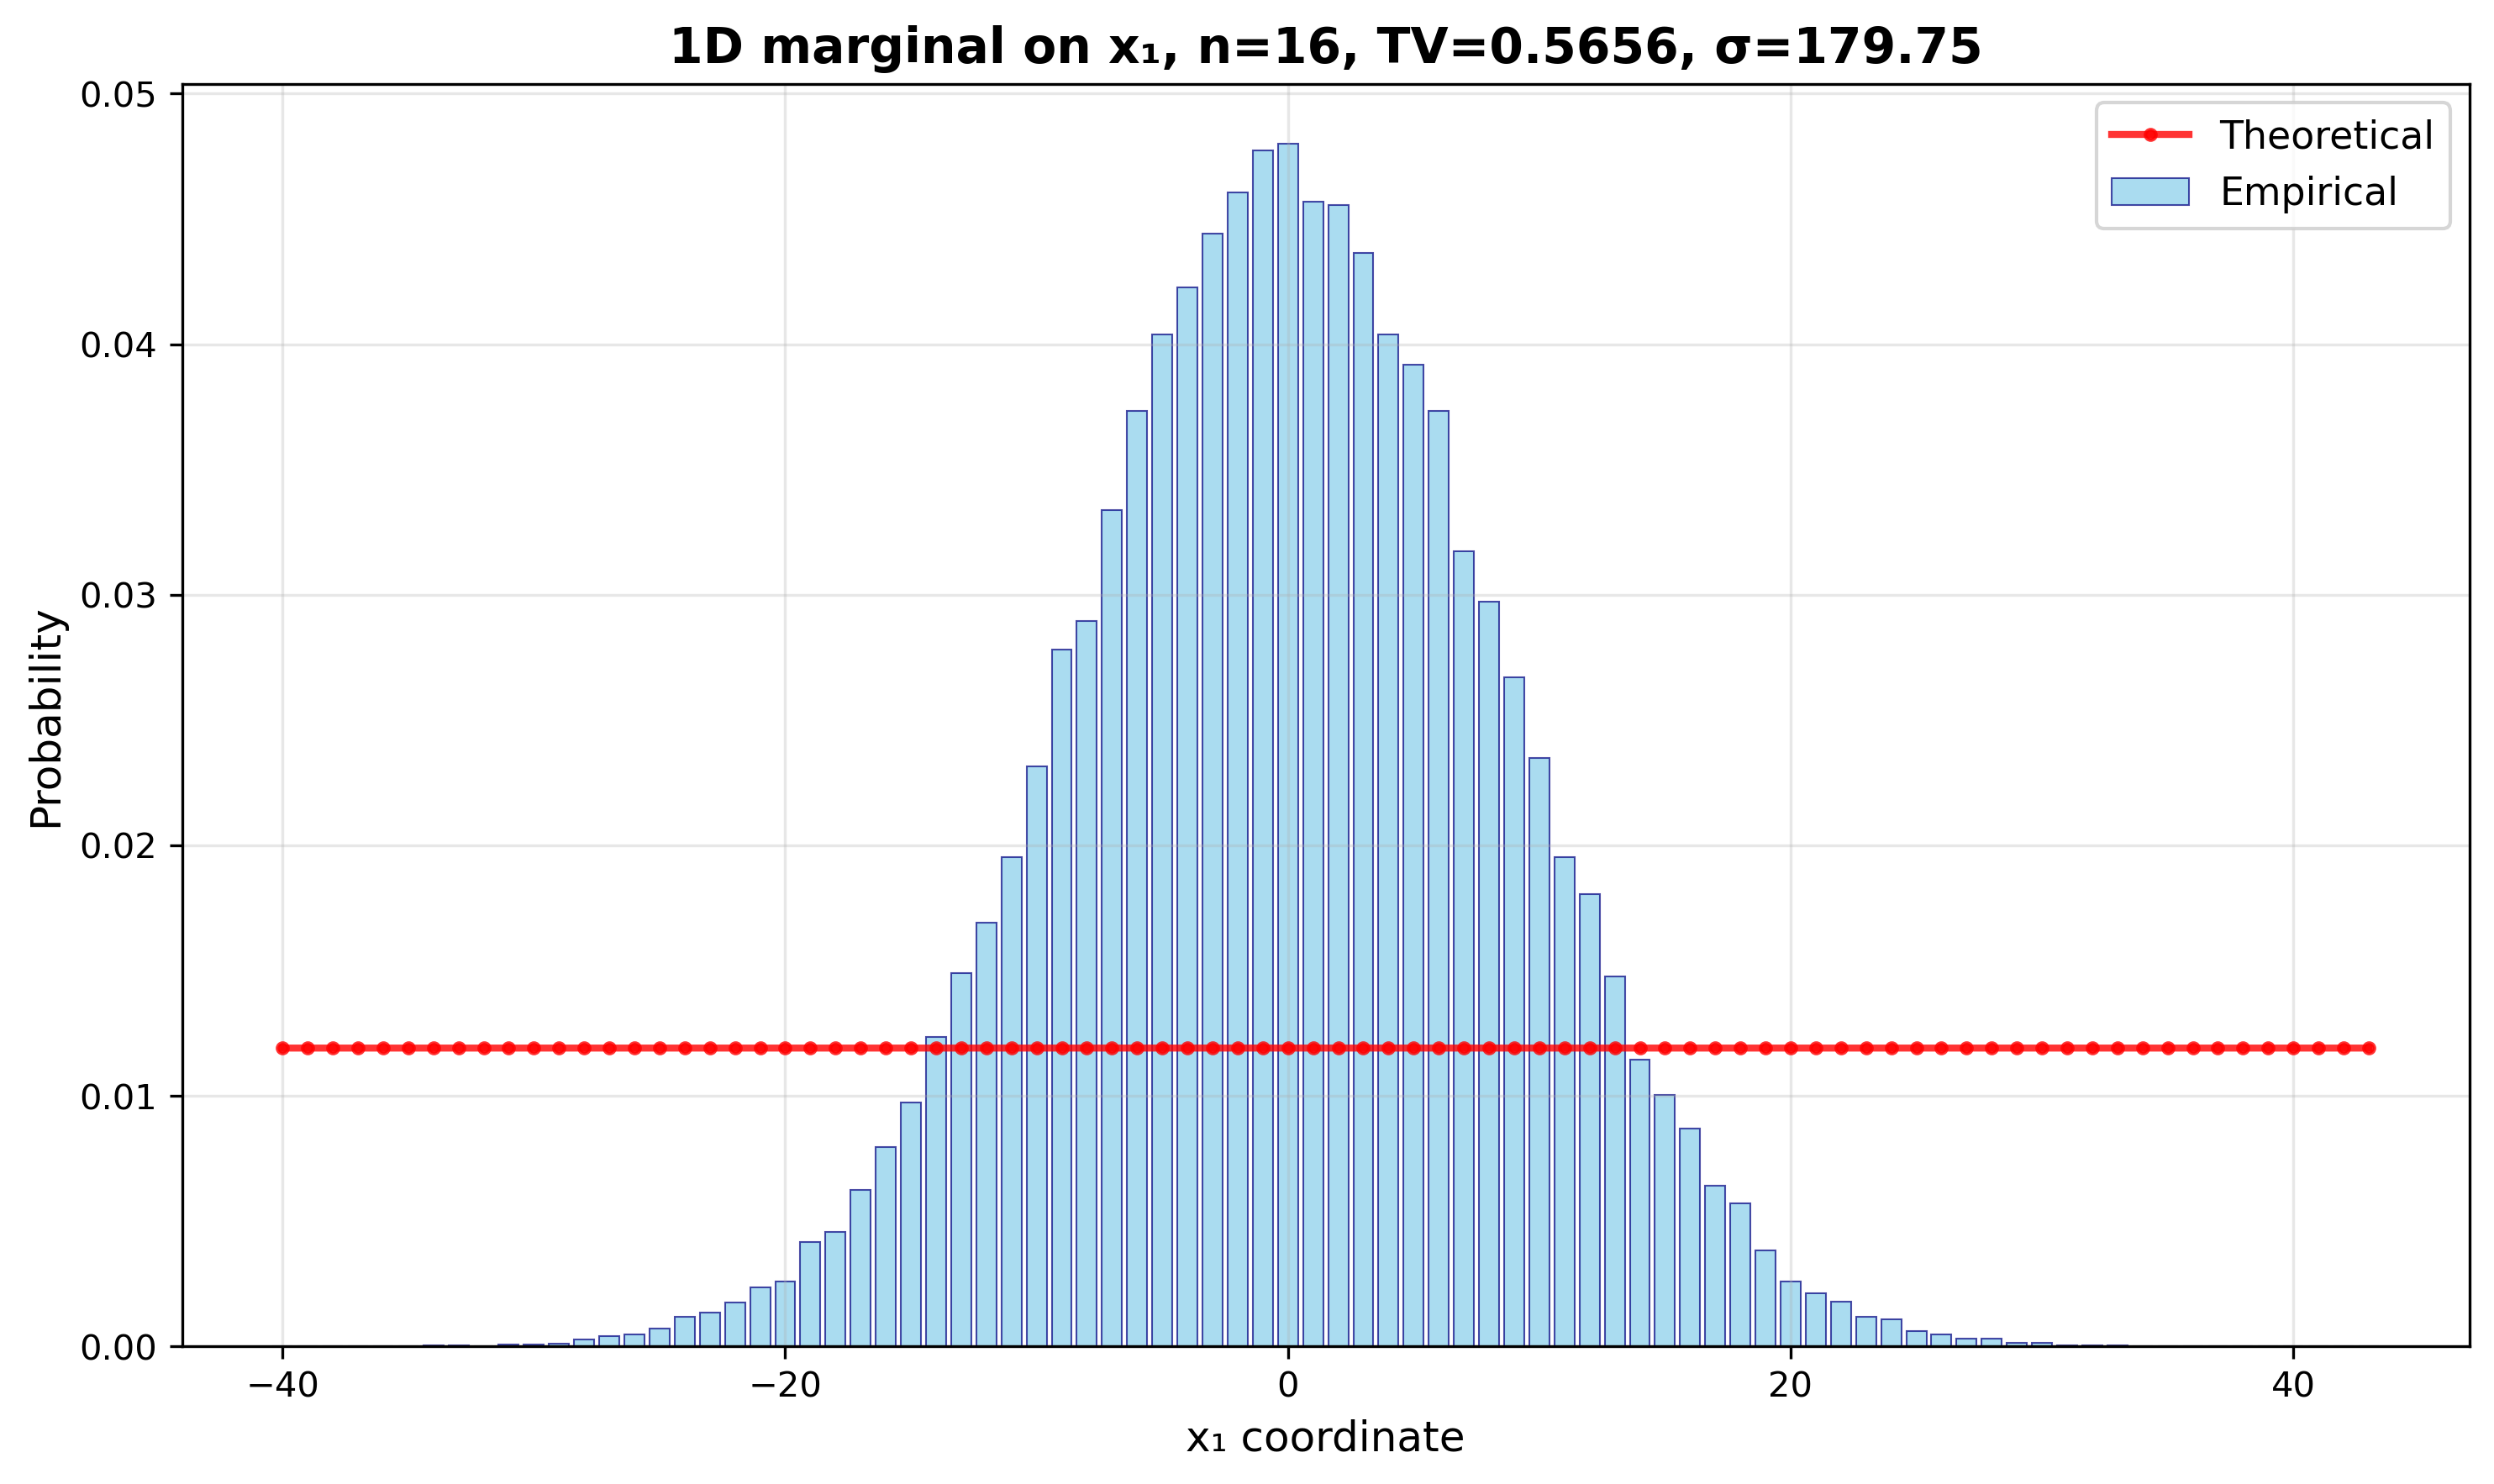 1D marginal on x₁, n=16, TV=0.5656, σ=179.75
Theoretical
Empirical
Probability
0.05
0.04
0.03
0.02
0.01
0.00
−40 −20 0 20 40
x₁ coordinate